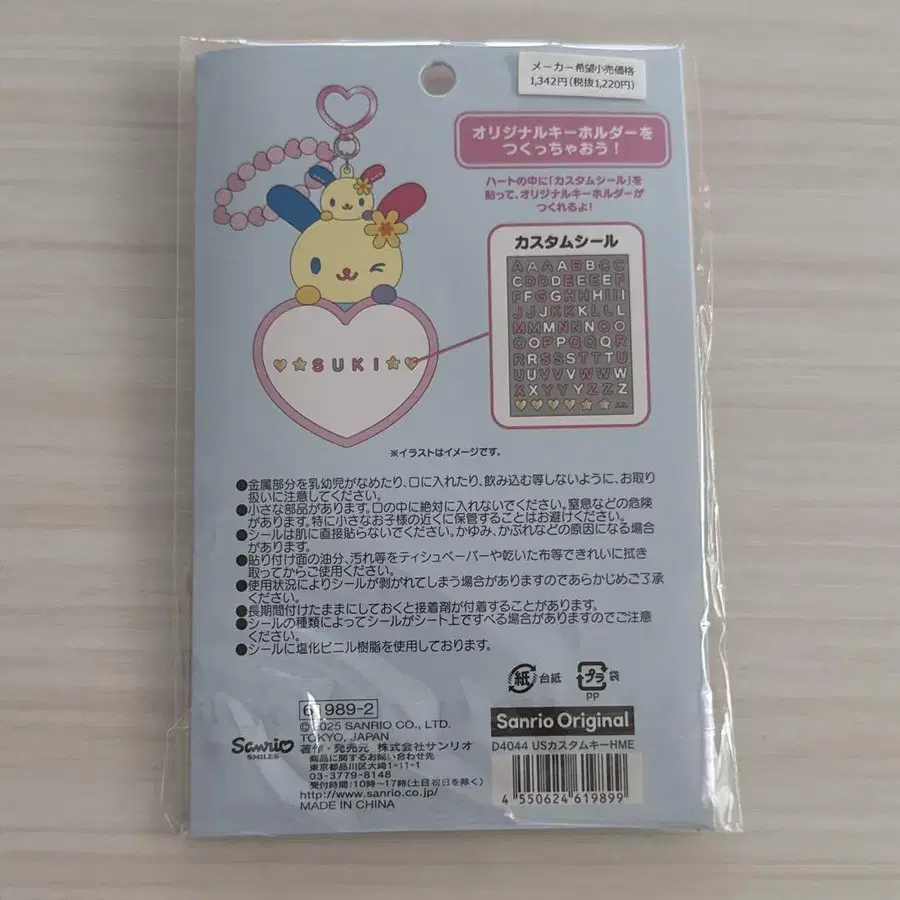 メーカー希望小売価格
1,342円(税抜1,220円)
オリジナルキーホルダーを
つくっちゃおう!
ハートの中に「カスタムシール」を
貼って、オリジナルキーホルダーが
つくれるよ!
カスタムシール
AAAABBCC
CDDDEEEEF
FFGGHHHIII
JJJKKKLLL
MMMNNNOO
OOPPQQQR
RRSSSTTTU
UUVVVWWW
XXYYYZZZ
SUKI
※イラストはイメージです。
●金属部分を乳幼児がなめたり、口に入れたり、飲み込む等しないように、お取り
扱いに注意してください。
●小さな部品があります。口の中に絶対に入れないでください。窒息などの危険
があります。特に小さなお子様の近くに保管することはお避けください。
●シールは肌に直接貼らないでください。かゆみ、かぶれなどの原因になる場合
があります。
●貼り付け面の油分、汚れ等をティシュペーパーや乾いた布等できれいに拭き
取ってからご使用ください。
●使用状況によりシールが剥がれてしまう場合がありますのであらかじめご了承
ください。
●長期間付けたままにしておくと接着剤が付着することがあります。
●シールの種類によってシールがシート上ですべる場合がありますのでご注意
ください。
●シールに塩化ビニル樹脂を使用しております。
紙 台紙
プラ 袋
PP
61989-2
© 2025 SANRIO CO., LTD.
TOKYO, JAPAN
Sanrio
SMILES
著作・発売元 株式会社サンリオ
商品に関するお問い合わせ先
東京都品川区大崎1-11-1
03-3779-8148
受付時間:10時〜17時(土日祝日を除く)
http://www.sanrio.co.jp/
MADE IN CHINA
Sanrio Original
D4044 USカスタムキーHME
4 550624 619899